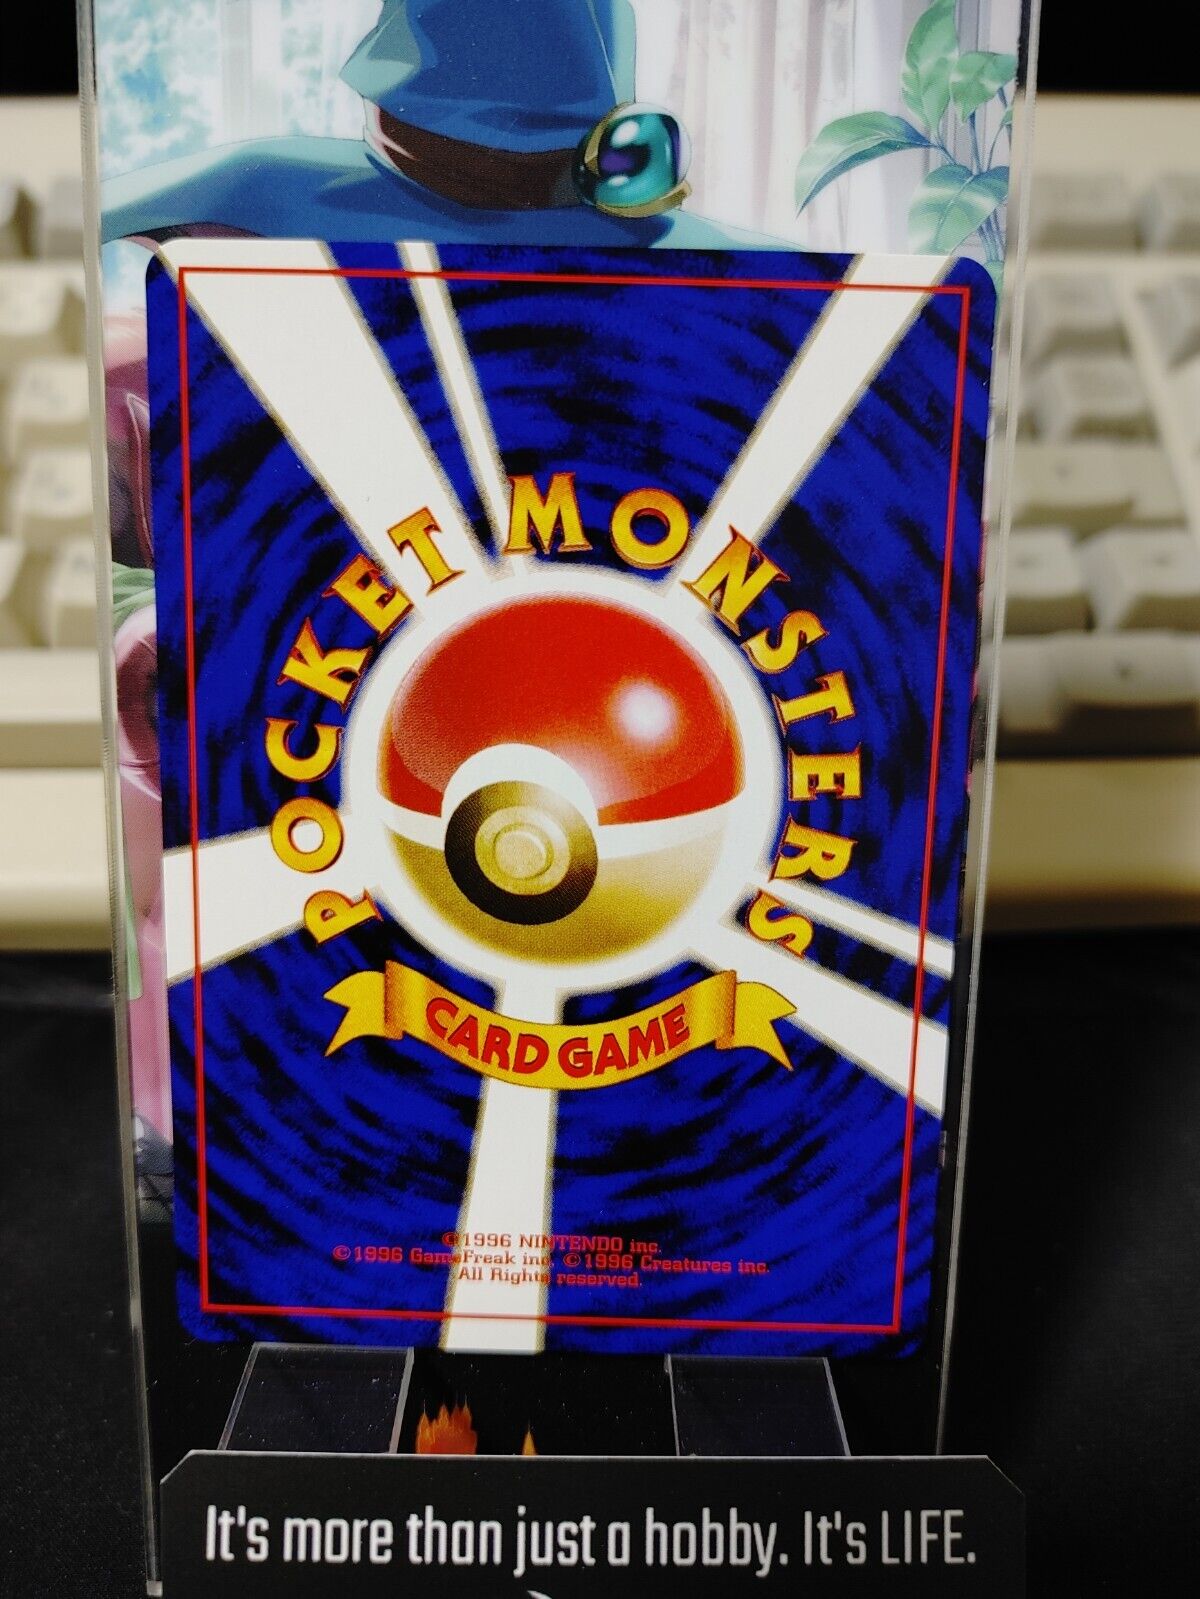 POCKET MONSTERS
CARD GAME
©1996 NINTENDO inc.
©1996 GameFreak inc. ©1996 Creatures inc.
All Rights reserved.
It's more than just a hobby. It's LIFE.